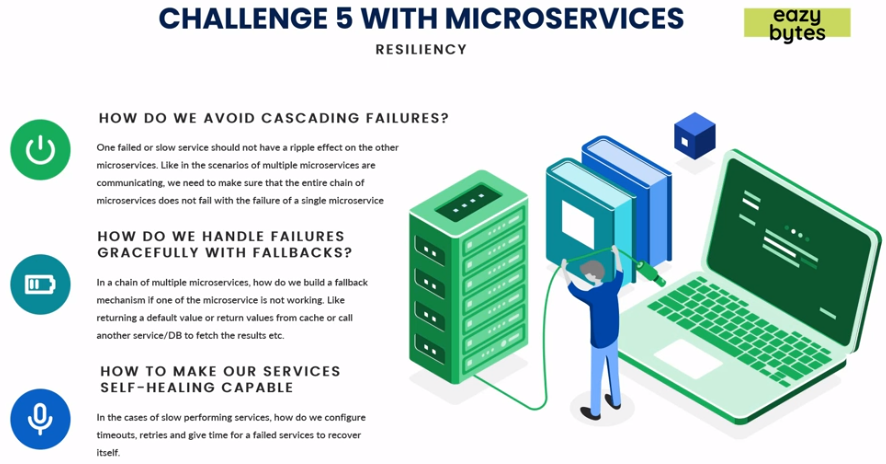 CHALLENGE 5 WITH MICROSERVICES
eazy
bytes
RESILIENCY
HOW DO WE AVOID CASCADING FAILURES?
One failed or slow service should not have a ripple effect on the other
microservices. Like in the scenarios of multiple microservices are
communicating, we need to make sure that the entire chain of
microservices does not fail with the failure of a single microservice
HOW DO WE HANDLE FAILURES
GRACEFULLY WITH FALLBACKS?
In a chain of multiple microservices, how do we build a fallback
mechanism if one of the microservice is not working. Like
returning a default value or return values from cache or call
another service/DB to fetch the results etc.
HOW TO MAKE OUR SERVICES
SELF-HEALING CAPABLE
In the cases of slow performing services, how do we configure
timeouts, retries and give time for a failed services to recover
itself.